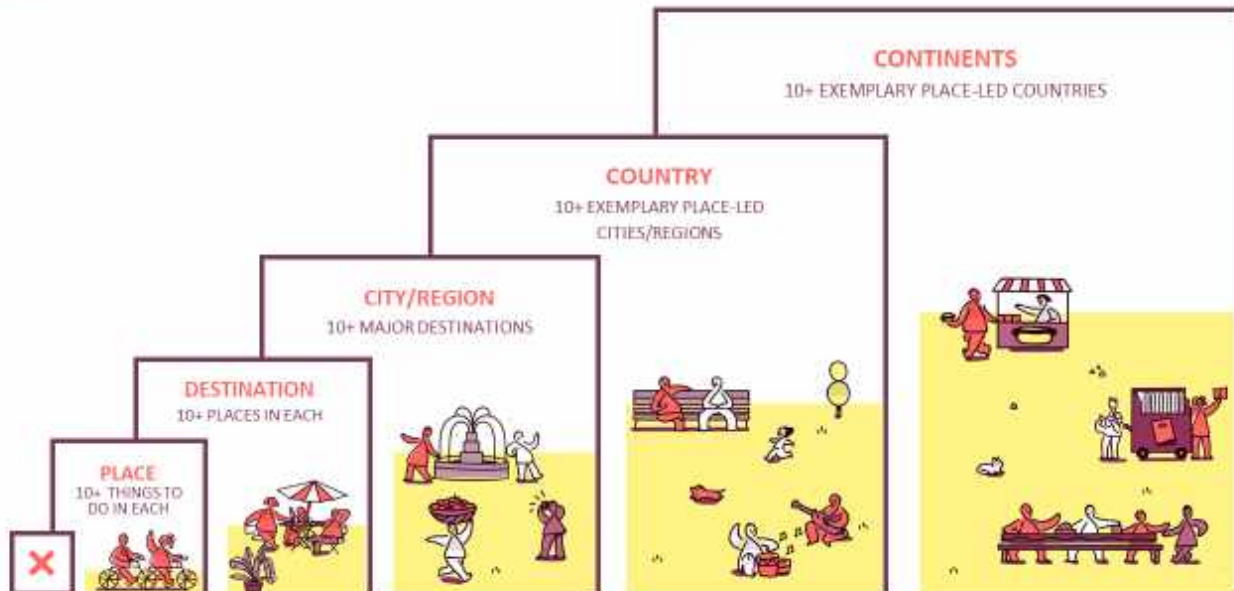 CONTINENTS
10+ EXEMPLARY PLACE-LED COUNTRIES
COUNTRY
10+ EXEMPLARY PLACE-LED
CITIES/REGIONS
CITY/REGION
10+ MAJOR DESTINATIONS
DESTINATION
10+ PLACES IN EACH
PLACE
10+ THINGS TO
DO IN EACH